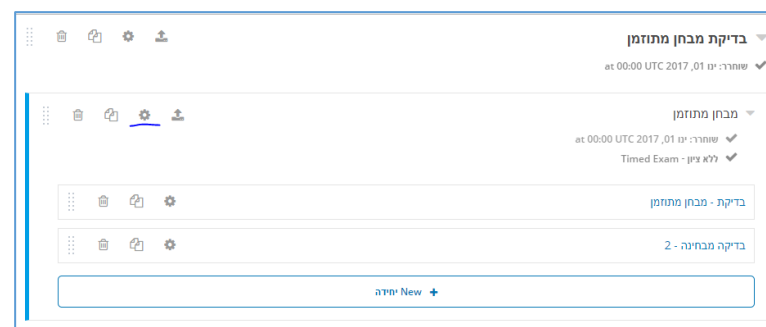 בדיקת מבחן מתוזמן
שוחרר: ינו 01, 2017 at 00:00 UTC
מבחן מתוזמן
שוחרר: ינו 01, 2017 at 00:00 UTC
ללא ציון - Timed Exam
בדיקת - מבחן מתוזמן
בדיקה מבחינה - 2
+ New יחידה